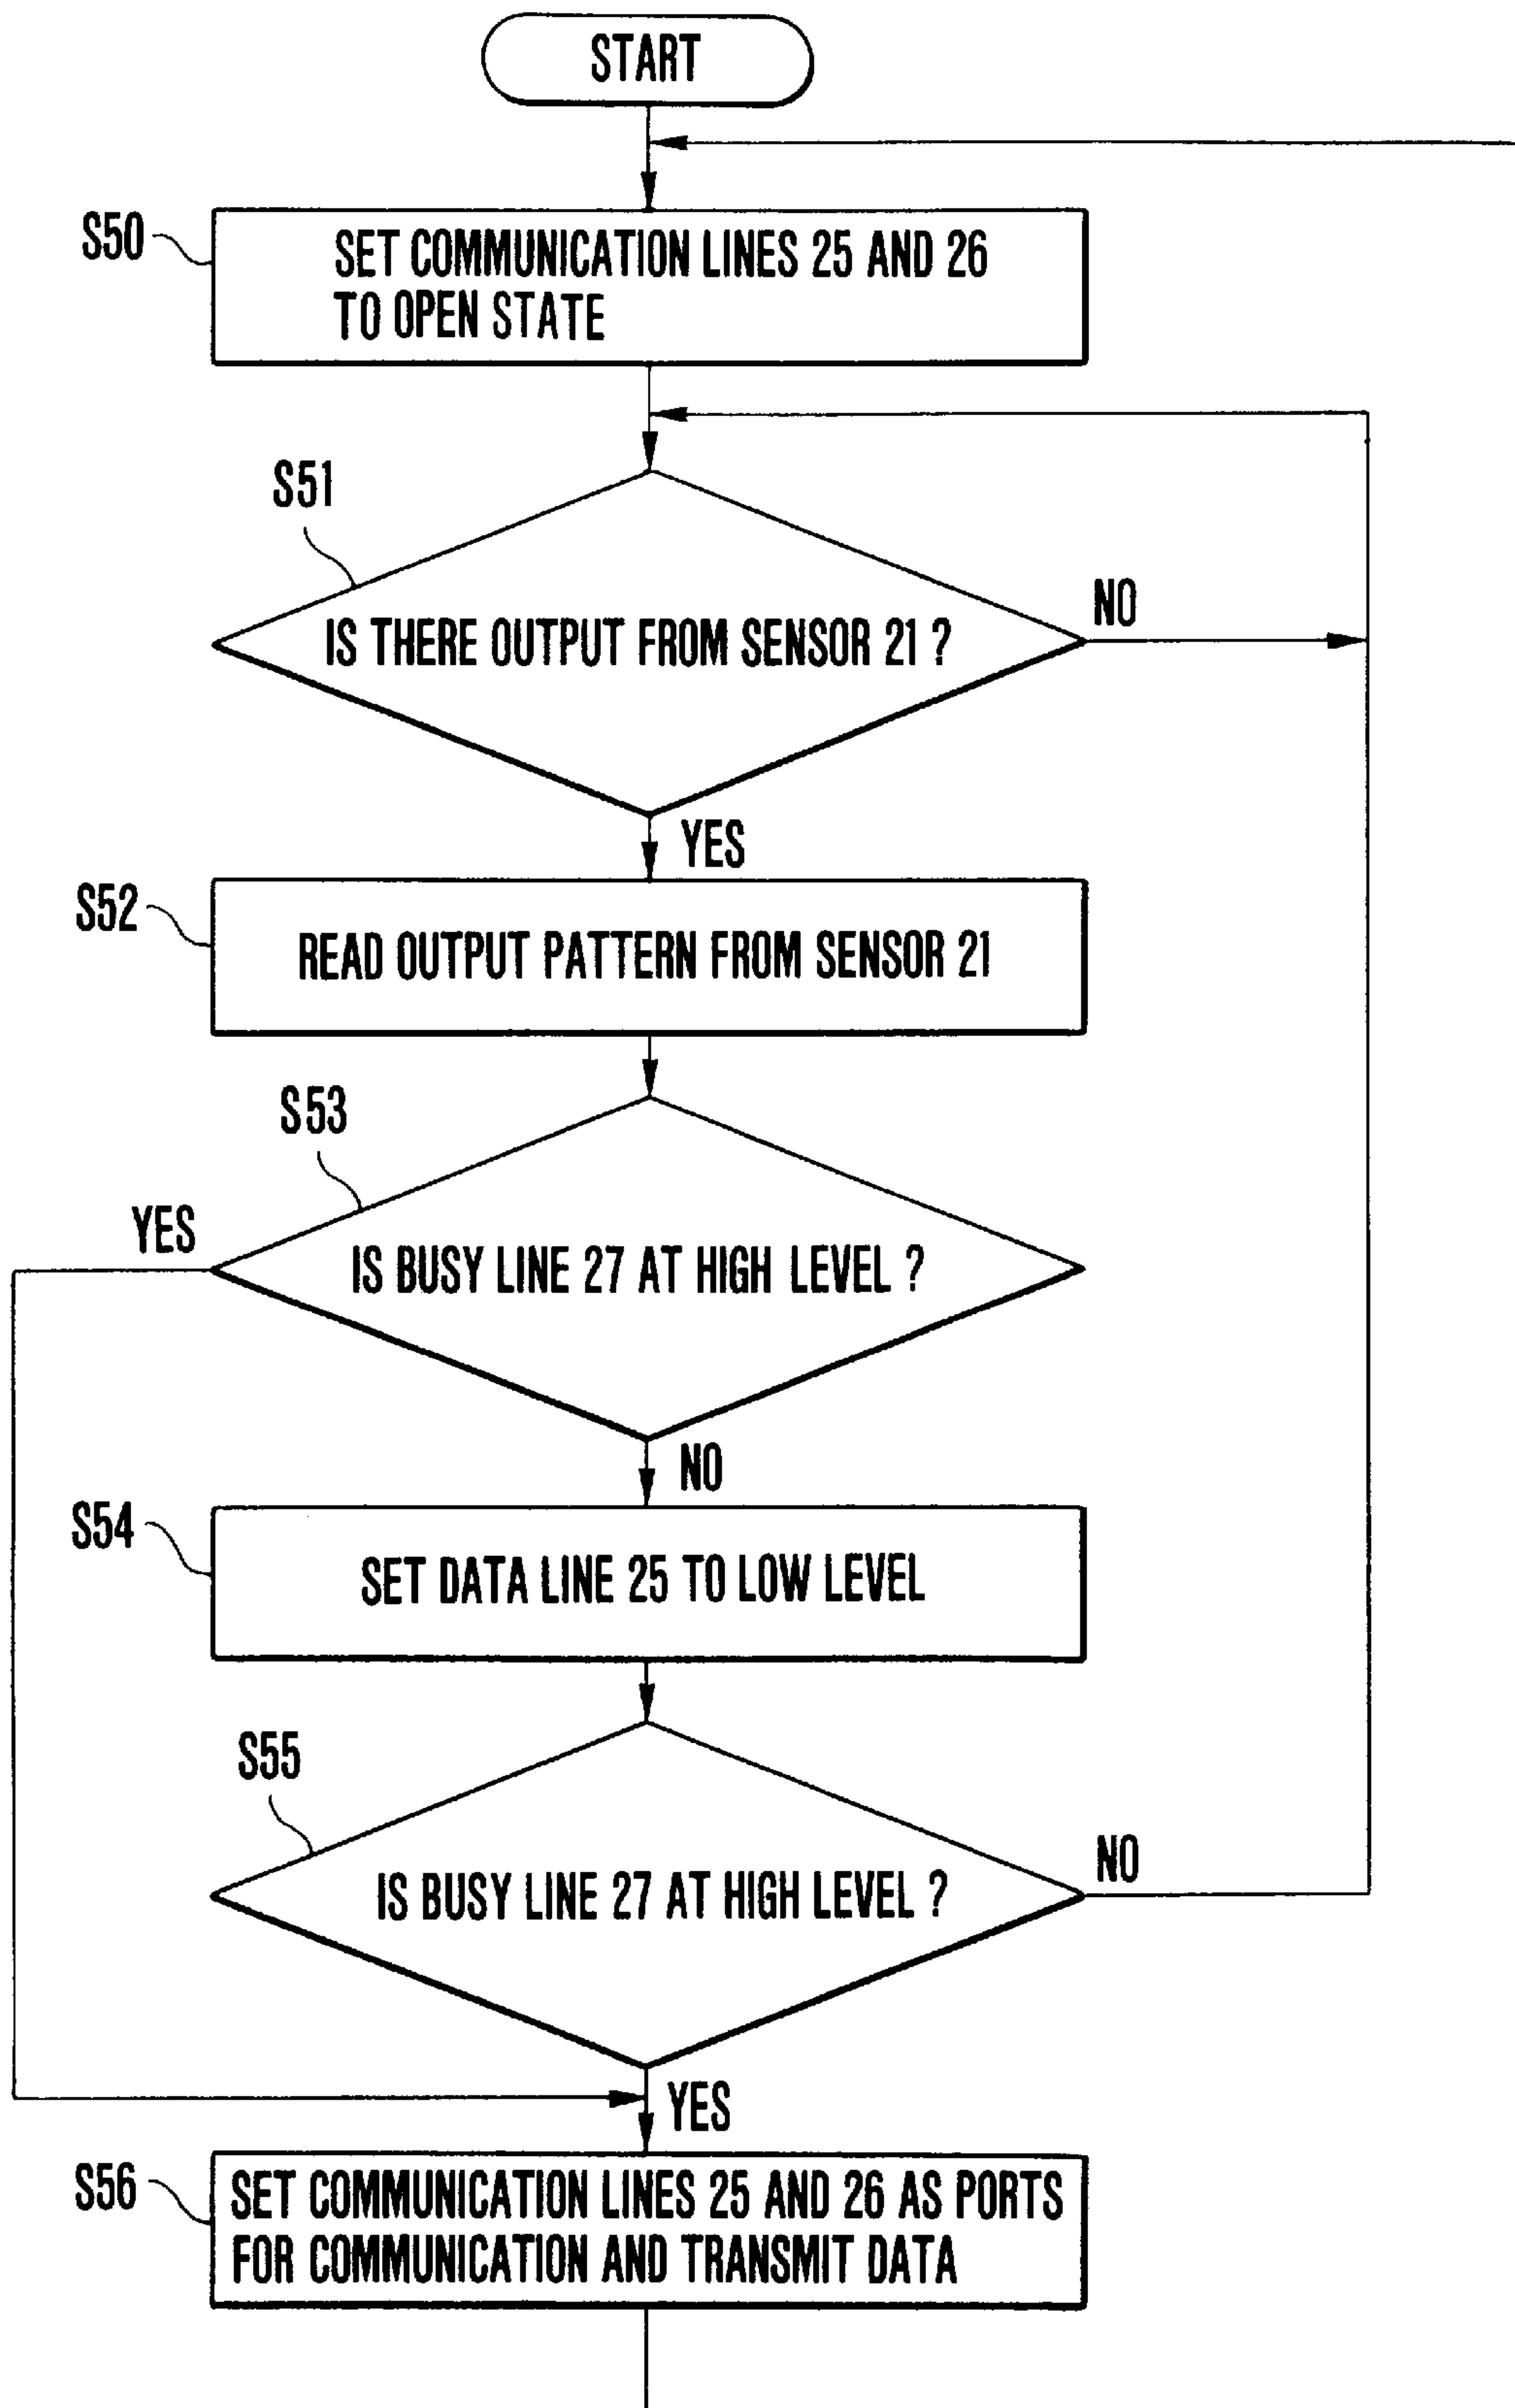 START
S50
SET COMMUNICATION LINES 25 AND 26
TO OPEN STATE
S51
IS THERE OUTPUT FROM SENSOR 21 ?
NO
YES
S52
READ OUTPUT PATTERN FROM SENSOR 21
S53
YES
IS BUSY LINE 27 AT HIGH LEVEL ?
NO
S54
SET DATA LINE 25 TO LOW LEVEL
S55
IS BUSY LINE 27 AT HIGH LEVEL ?
NO
YES
S56
SET COMMUNICATION LINES 25 AND 26 AS PORTS
FOR COMMUNICATION AND TRANSMIT DATA